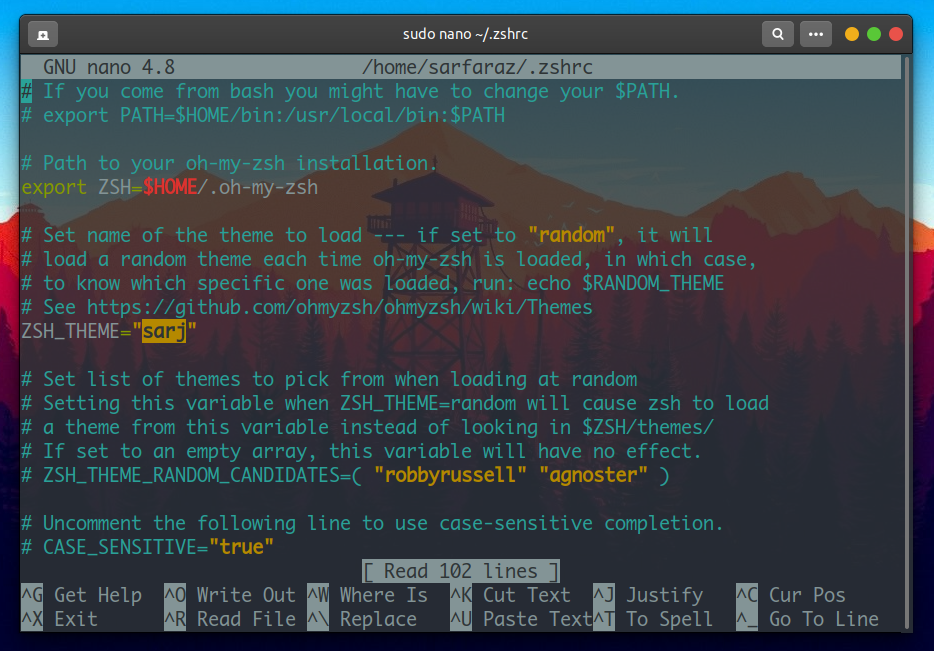 sudo nano ~/.zshrc
GNU nano 4.8 /home/sarfaraz/.zshrc
# If you come from bash you might have to change your $PATH.
# export PATH=$HOME/bin:/usr/local/bin:$PATH
# Path to your oh-my-zsh installation.
export ZSH=$HOME/.oh-my-zsh
# Set name of the theme to load --- if set to "random", it will
# load a random theme each time oh-my-zsh is loaded, in which case,
# to know which specific one was loaded, run: echo $RANDOM_THEME
# See https://github.com/ohmyzsh/ohmyzsh/wiki/Themes
ZSH_THEME="sarj"
# Set list of themes to pick from when loading at random
# Setting this variable when ZSH_THEME=random will cause zsh to load
# a theme from this variable instead of looking in $ZSH/themes/
# If set to an empty array, this variable will have no effect.
# ZSH_THEME_RANDOM_CANDIDATES=( "robbyrussell" "agnoster" )
# Uncomment the following line to use case-sensitive completion.
# CASE_SENSITIVE="true"
[ Read 102 lines ]
^G Get Help ^O Write Out ^W Where Is ^K Cut Text ^J Justify ^C Cur Pos
^X Exit ^R Read File ^\ Replace ^U Paste Text ^T To Spell ^_ Go To Line